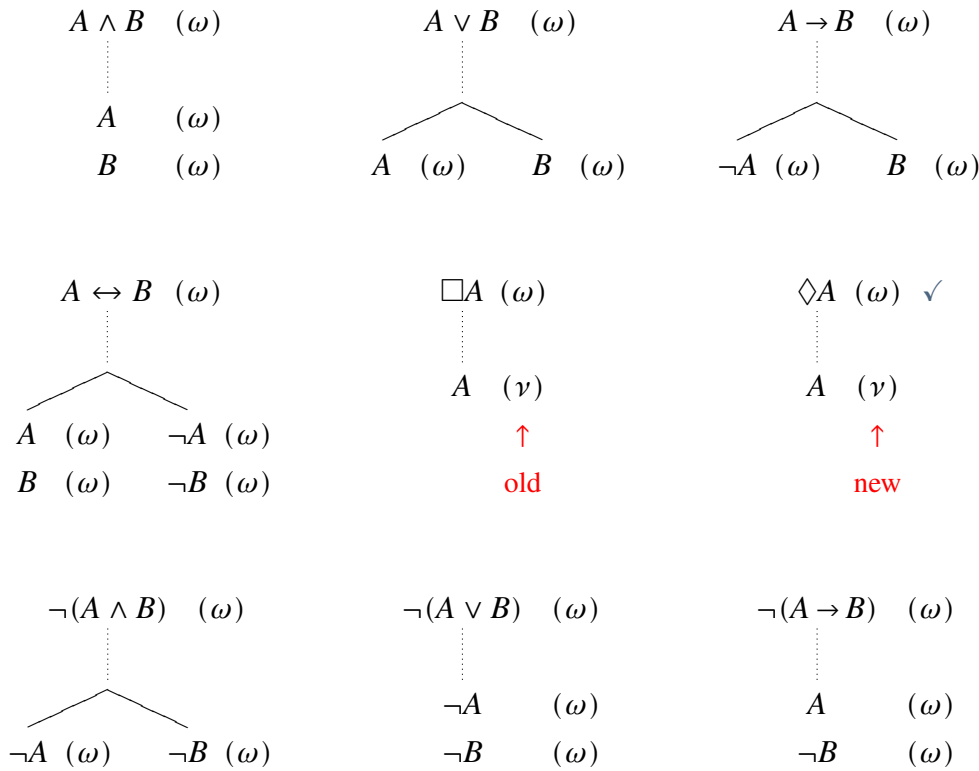 A ∧ B (ω) A ∨ B (ω) A → B (ω)
A (ω)
B (ω) A (ω) B (ω) ¬A (ω) B (ω)
A ↔ B (ω) □A (ω) ◇A (ω) ✓
A (ν) A (ν)
A (ω) ¬A (ω) ↑ ↑
B (ω) ¬B (ω) old new
¬(A ∧ B) (ω) ¬(A ∨ B) (ω) ¬(A → B) (ω)
¬A (ω) A (ω)
¬A (ω) ¬B (ω) ¬B (ω) ¬B (ω)